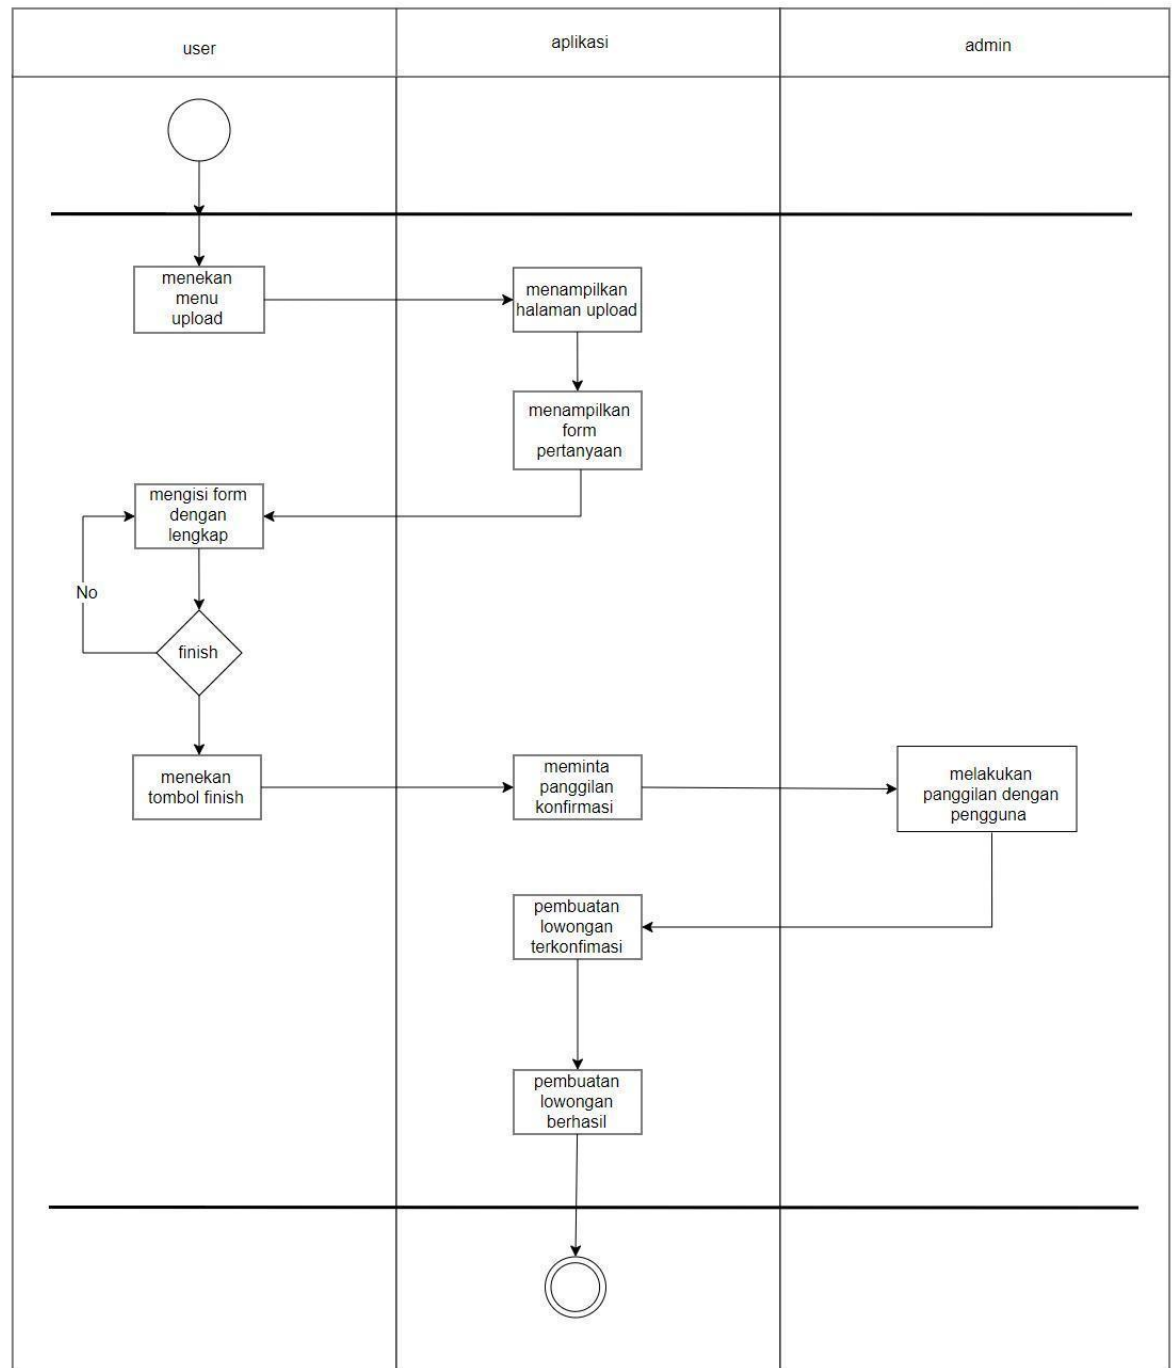 user
aplikasi
admin
menekan
menu
upload
menampilkan
halaman upload
menampilkan
form
pertanyaan
mengisi form
dengan
lengkap
No
finish
menekan
tombol finish
meminta
panggilan
konfirmasi
melakukan
panggilan dengan
pengguna
pembuatan
lowongan
terkonfimasi
pembuatan
lowongan
berhasil